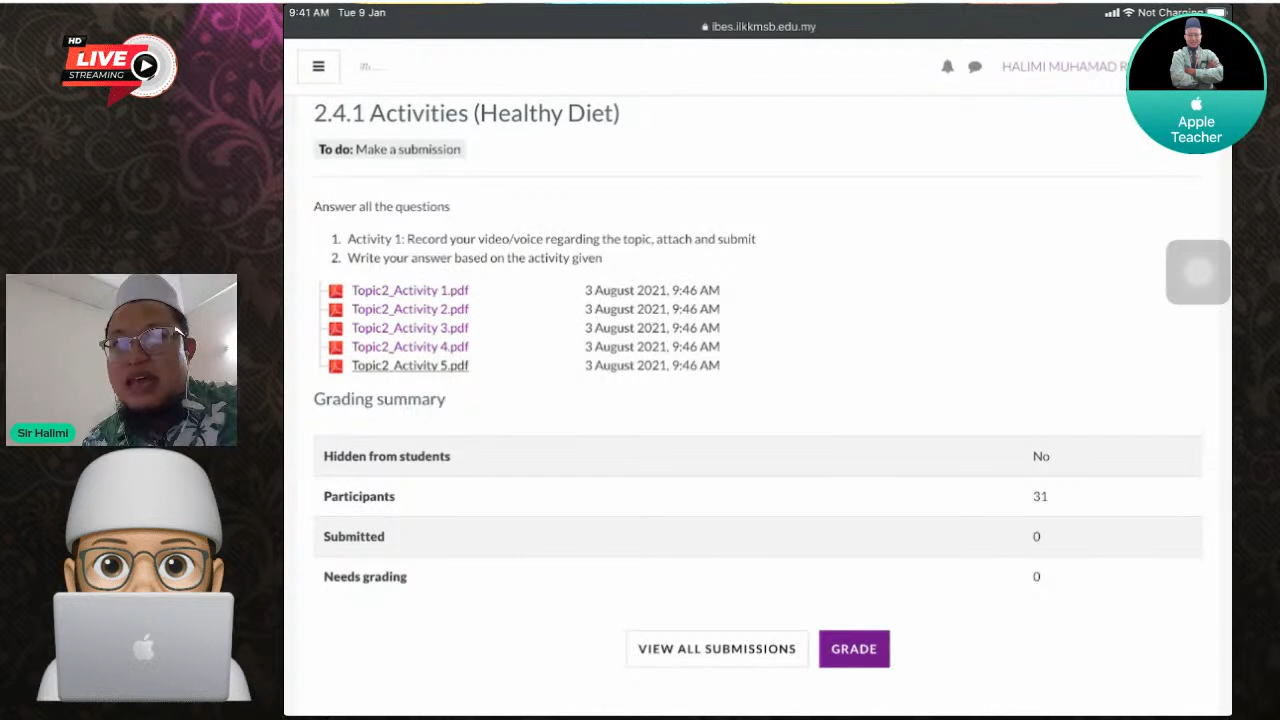 9:41 AM Tue 9 Jan
Not Charging
ibes.ilkkmsb.edu.my
HD
LIVE
STREAMING
HALIMI MUHAMAD
Apple
Teacher
2.4.1 Activities (Healthy Diet)
To do: Make a submission
Answer all the questions
1. Activity 1: Record your video/voice regarding the topic, attach and submit
2. Write your answer based on the activity given
Topic2_Activity 1.pdf 3 August 2021, 9:46 AM
Topic2_Activity 2.pdf 3 August 2021, 9:46 AM
Topic2_Activity 3.pdf 3 August 2021, 9:46 AM
Topic2_Activity 4.pdf 3 August 2021, 9:46 AM
Topic2_Activity 5.pdf 3 August 2021, 9:46 AM
Sir Halimi
Grading summary
Hidden from students No
Participants 31
Submitted 0
Needs grading 0
VIEW ALL SUBMISSIONS GRADE